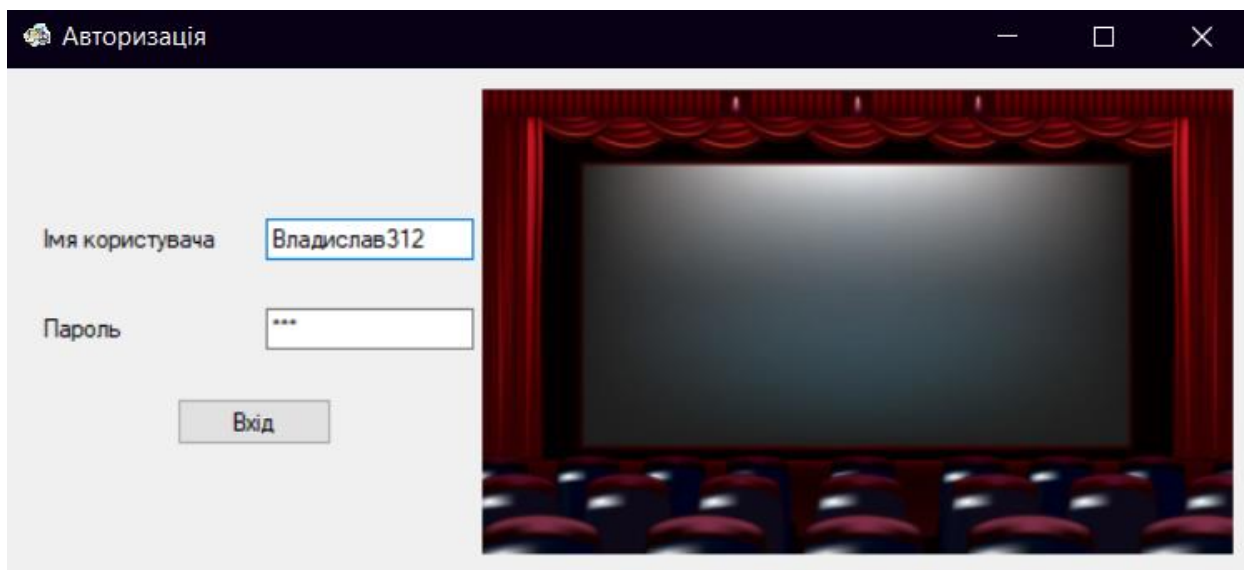 Авторизація
Імя користувача
Владислав312
Пароль
***
Вхід